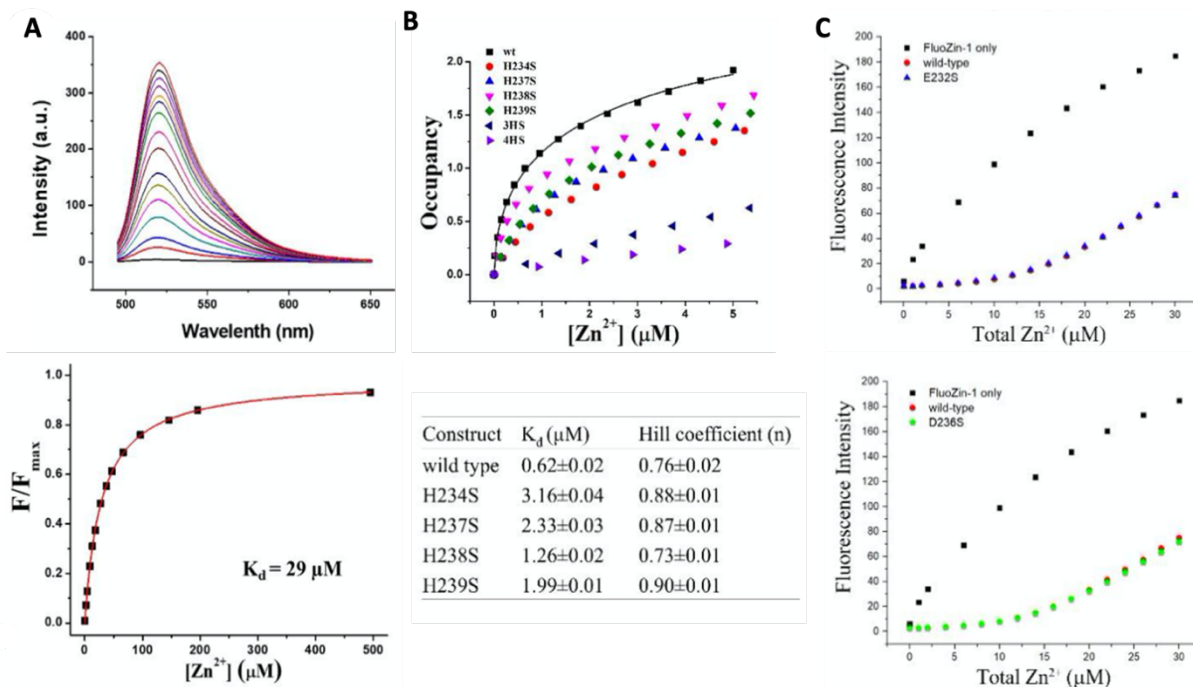 A
Intensity (a.u.)
400
300
200
100
0
500
550
600
650
Wavelenth (nm)
F/Fmax
1.0
0.8
0.6
0.4
0.2
0.0
Kd = 29 μM
0
100
200
300
400
500
[Zn2+] (μM)
B
Occupancy
2.0
1.5
1.0
0.5
0.0
wt
H234S
H237S
H238S
H239S
3HS
4HS
0
1
2
3
4
5
[Zn2+] (μM)
Construct Kd (μM) Hill coefficient (n)
wild type 0.62±0.02 0.76±0.02
H234S 3.16±0.04 0.88±0.01
H237S 2.33±0.03 0.87±0.01
H238S 1.26±0.02 0.73±0.01
H239S 1.99±0.01 0.90±0.01
C
Fluorescence Intensity
200
180
160
140
120
100
80
60
40
20
0
FluoZin-1 only
wild-type
E232S
0
5
10
15
20
25
30
Total Zn2+ (μM)
Fluorescence Intensity
200
180
160
140
120
100
80
60
40
20
0
FluoZin-1 only
wild-type
D236S
0
5
10
15
20
25
30
Total Zn2+ (μM)